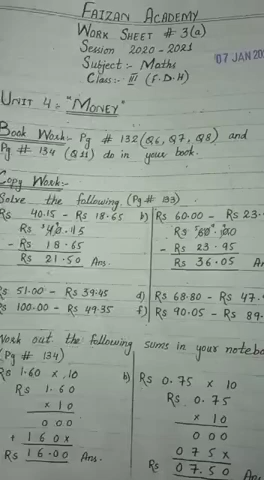 FAIZAN ACADEMY
WORK SHEET # 3(a)
Session 2020-2021
Subject:- Maths
07 JAN 20
Class:- III (F.D.H)
UNIT 4:- "MONEY"
Book Work:- Pg # 132 (Q6, Q7, Q8) and
Pg # 134 (Q11) do in your book.
Copy Work:-
Solve the following. (Pg # 133)
Rs 40.15 - Rs 18.65 b) Rs 60.00 - Rs 23.
Rs 40.15 Rs 60.00
- Rs 18.65 - Rs 23.95
Rs 21.50 Ans. Rs 36.05 An
Rs 51.00 - Rs 39.45 d) Rs 68.80 - Rs 47.
Rs 100.00 - Rs 49.35 f) Rs 90.05 - Rs 89.
Work out the following sums in your notebo
(Pg # 134)
Rs 1.60 x 10 b) Rs 0.75 x 10
Rs 1.60 Rs 0.75
x 10 x 10
000 000
+ 160x 075x
Rs 16.00 Ans. Rs 07.50 Ans.